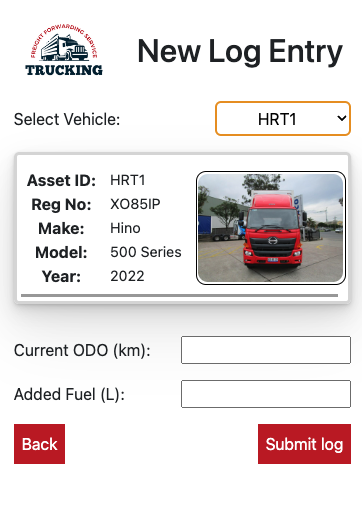 FREIGHT FORWARDING SERVICE
TRUCKING
New Log Entry
Select Vehicle: HRT1
Asset ID: HRT1
Reg No: XO85IP
Make: Hino
Model: 500 Series
Year: 2022
Current ODO (km):
Added Fuel (L):
Back Submit log